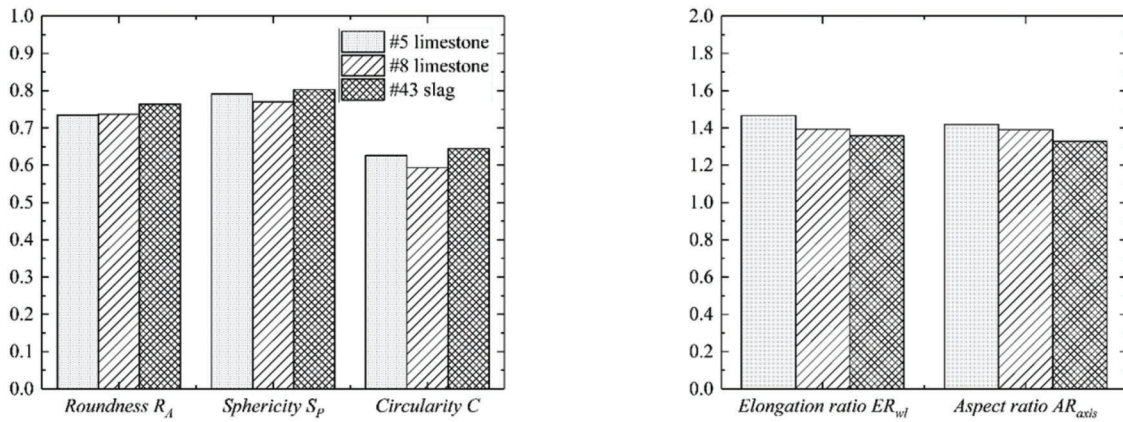 1.0
0.9
0.8
0.7
0.6
0.5
0.4
0.3
0.2
0.1
0.0
#5 limestone
#8 limestone
#43 slag
Roundness R_A
Sphericity S_P
Circularity C
2.0
1.8
1.6
1.4
1.2
1.0
0.8
0.6
0.4
0.2
0.0
Elongation ratio ER_wl
Aspect ratio AR_axis